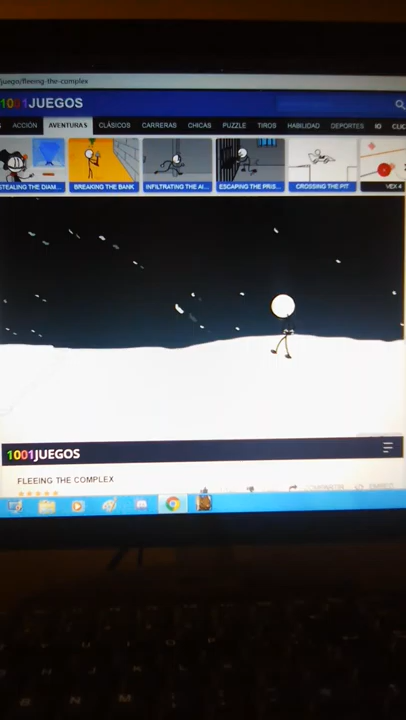 /juego/fleeing-the-complex
1001JUEGOS
ACCIÓN AVENTURAS CLÁSICOS CARRERAS CHICAS PUZZLE TIROS HABILIDAD DEPORTES IO CLIC
STEALING THE DIAM... BREAKING THE BANK INFILTRATING THE AI... ESCAPING THE PRIS... CROSSING THE PIT VEX 4
1001JUEGOS
FLEEING THE COMPLEX